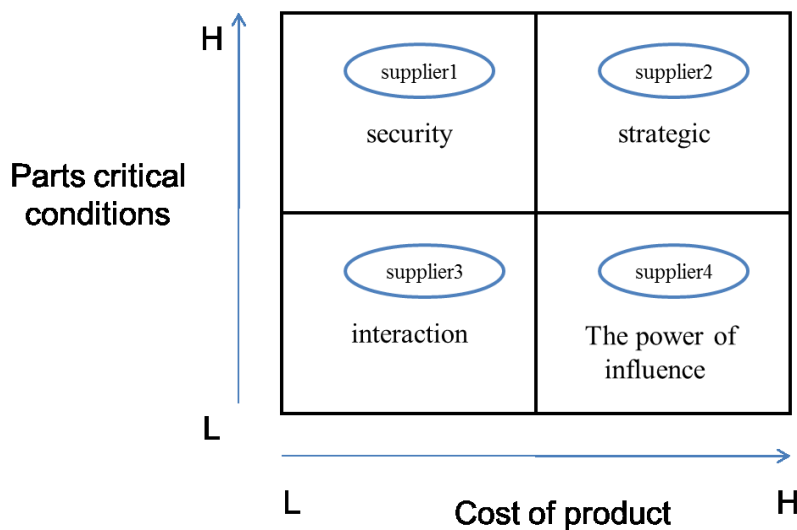 H
supplier1
supplier2
security
strategic
Parts critical
conditions
supplier3
supplier4
interaction
The power of
influence
L
L
H
Cost of product